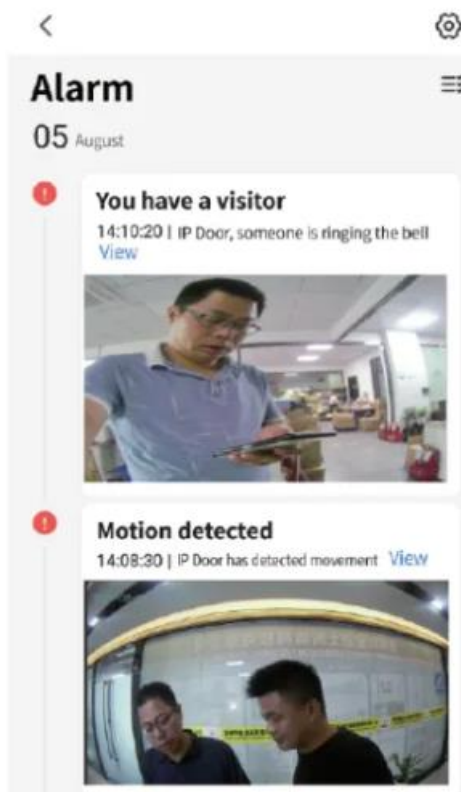 Alarm
05 August
You have a visitor
14:10:20 | IP Door, someone is ringing the bell
View
Motion detected
14:08:30 | IP Door has detected movement View